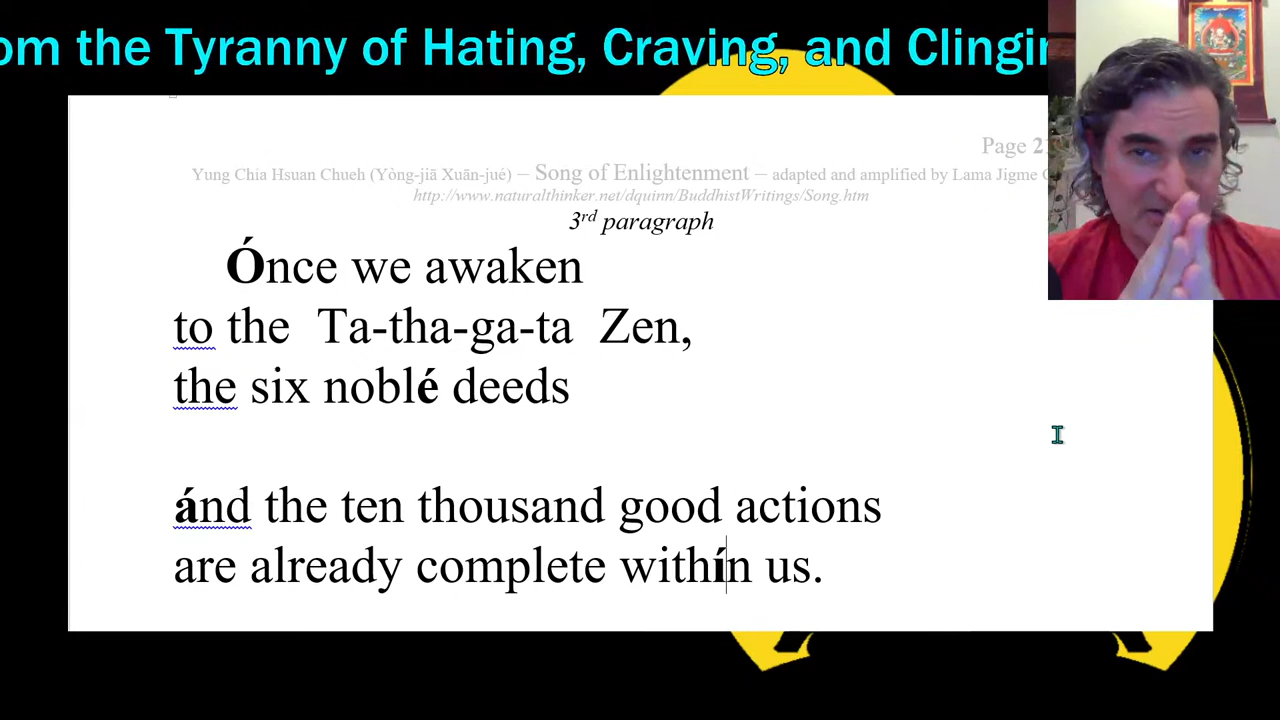 om the Tyranny of Hating, Craving, and Clingin
Page 2
Yung Chia Hsuan Chueh (Yòng-jiā Xuān-jué) – Song of Enlightenment – adapted and amplified by Lama Jigme
http://www.naturalthinker.net/dquinn/BuddhistWritings/Song.htm
3rd paragraph
Ónce we awaken
to the Ta-tha-ga-ta Zen,
the six noblé deeds
ánd the ten thousand good actions
are already complete withín us.